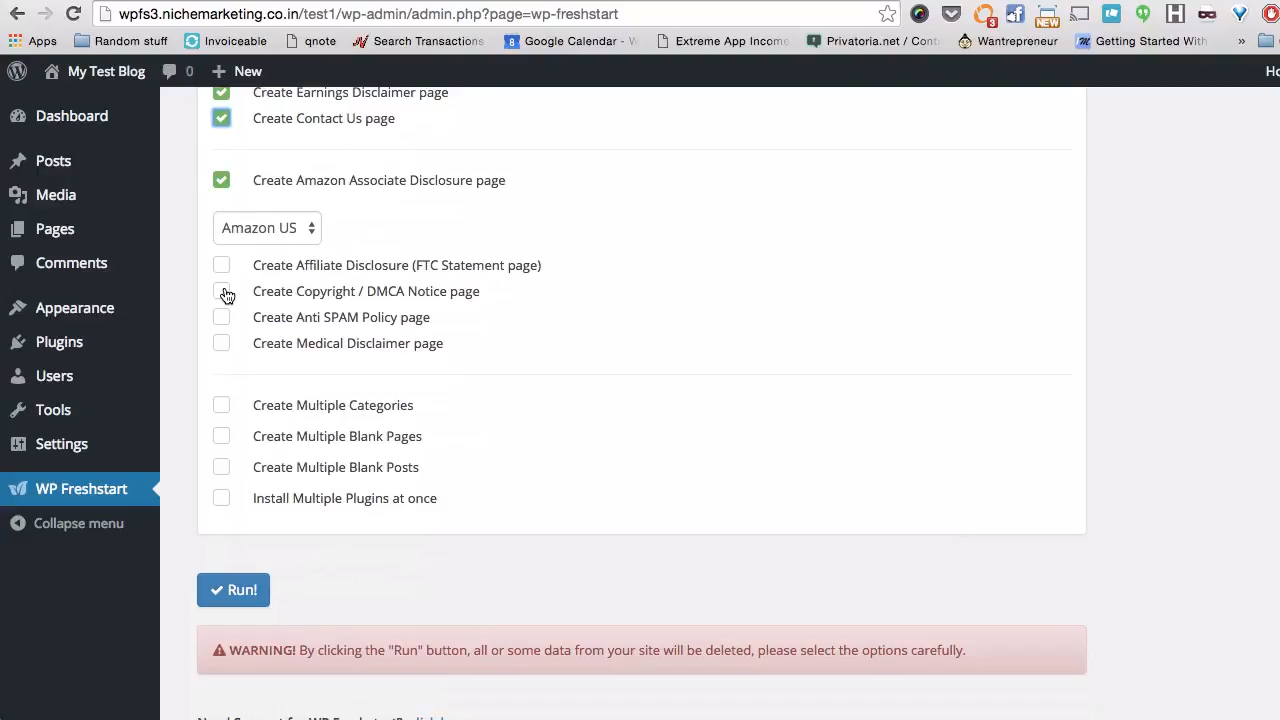 wpfs3.nichemarketing.co.in/test1/wp-admin/admin.php?page=wp-freshstart
3
NEW
Apps Random stuff Invoiceable qnote Search Transactions 8 Google Calendar - Extreme App Income Privatoria.net / Cont Wantrepreneur Getting Started With »
My Test Blog 0 New
Dashboard
Posts
Media
Pages
Comments
Appearance
Plugins
Users
Tools
Settings
WP Freshstart
Collapse menu
Create Earnings Disclaimer page
Create Contact Us page
Create Amazon Associate Disclosure page
Amazon US
Create Affiliate Disclosure (FTC Statement page)
Create Copyright / DMCA Notice page
Create Anti SPAM Policy page
Create Medical Disclaimer page
Create Multiple Categories
Create Multiple Blank Pages
Create Multiple Blank Posts
Install Multiple Plugins at once
Run!
WARNING! By clicking the "Run" button, all or some data from your site will be deleted, please select the options carefully.